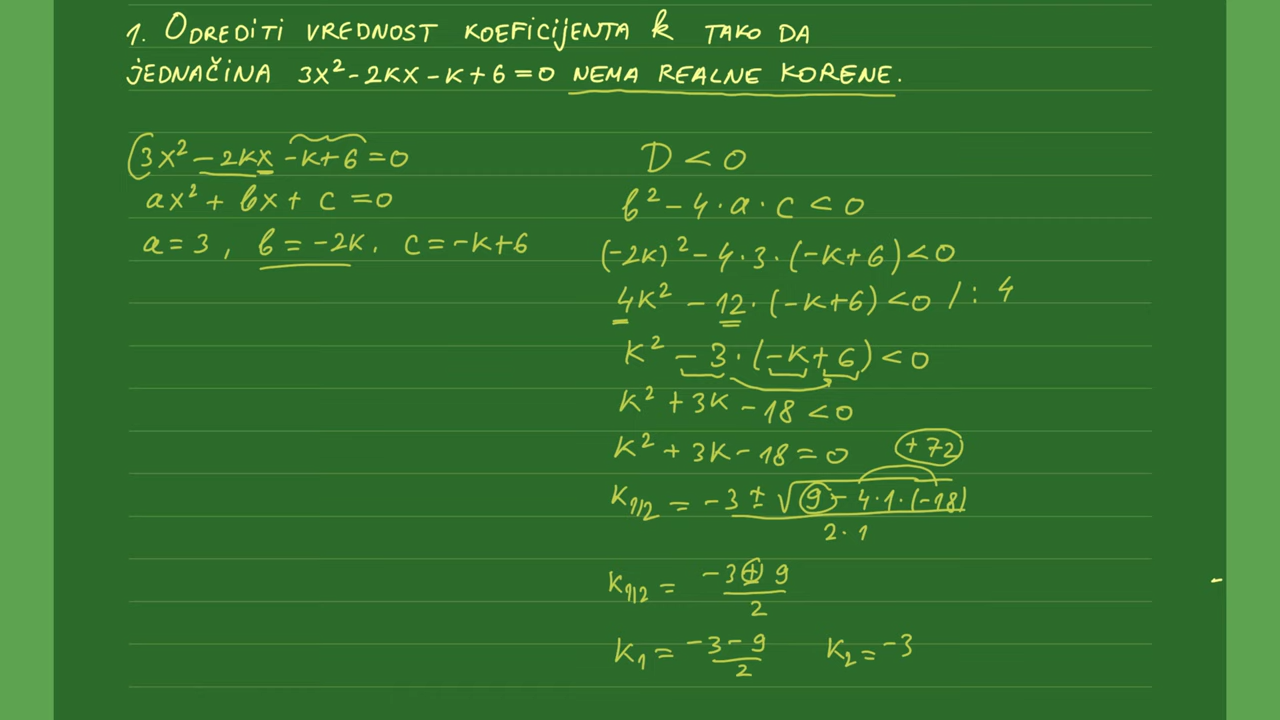 1. ODREDITI VREDNOST KOEFICIJENTA k TAKO DA
JEDNAČINA 3X² - 2KX - K + 6 = 0 NEMA REALNE KORENE.
(3X² - 2KX - K + 6 = 0
ax² + bx + c = 0
a = 3, b = -2K, c = -K + 6
D < 0
b² - 4 · a · c < 0
(-2K)² - 4 · 3 · (-K + 6) < 0
4K² - 12 · (-K + 6) < 0 / : 4
K² - 3 · (-K + 6) < 0
K² + 3K - 18 < 0
K² + 3K - 18 = 0 +72
K1/2 = (-3 ± √(9 - 4 · 1 · (-18))) / (2 · 1)
K1/2 = (-3 ± 9) / 2
K1 = (-3 - 9) / 2 K2 = -3